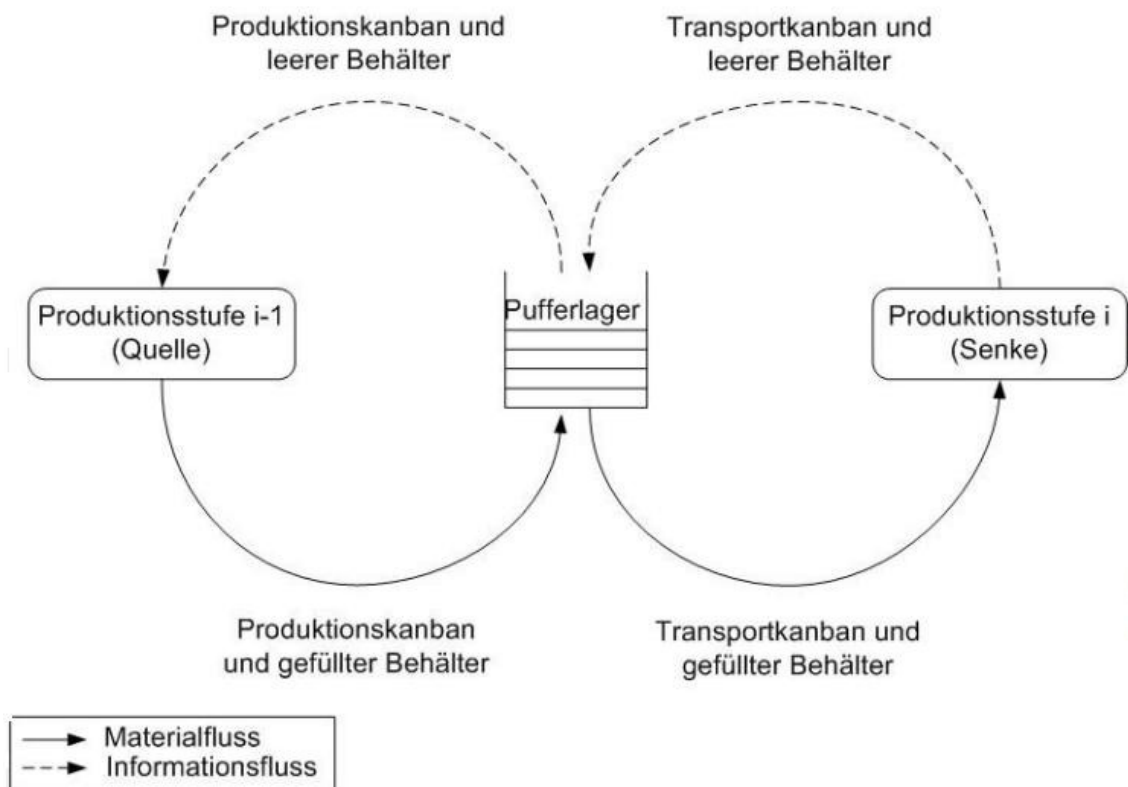 Produktionskanban und
leerer Behälter
Transportkanban und
leerer Behälter
Produktionsstufe i-1
(Quelle)
Pufferlager
Produktionsstufe i
(Senke)
Produktionskanban
und gefüllter Behälter
Transportkanban und
gefüllter Behälter
Materialfluss
Informationsfluss